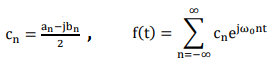 cₙ = (aₙ−jbₙ)/2 , f(t) = ∑_{n=−∞}^{∞} cₙe^{jω₀nt}